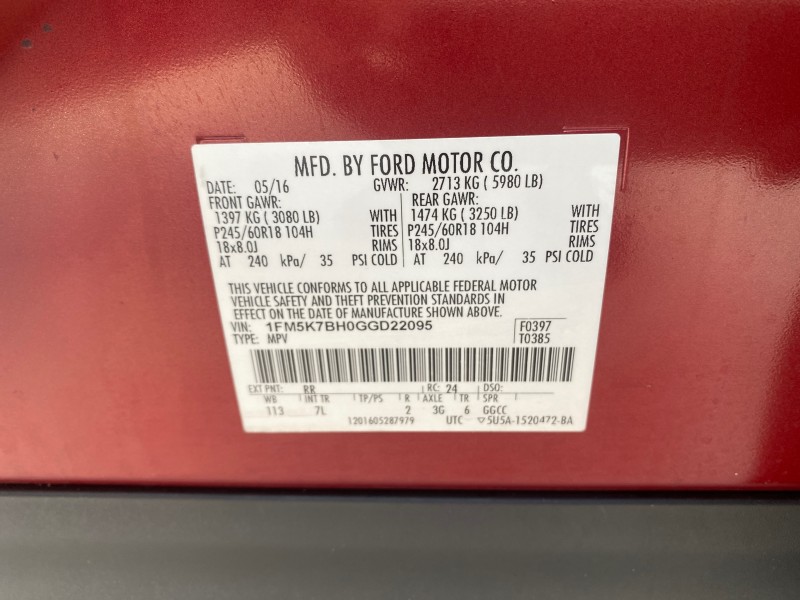 MFD. BY FORD MOTOR CO.
DATE: 05/16 GVWR: 2713 KG ( 5980 LB)
FRONT GAWR: REAR GAWR:
1397 KG ( 3080 LB) WITH 1474 KG ( 3250 LB) WITH
P245/60R18 104H TIRES P245/60R18 104H TIRES
18x8.0J RIMS 18x8.0J RIMS
AT 240 kPa/ 35 PSI COLD AT 240 kPa/ 35 PSI COLD
THIS VEHICLE CONFORMS TO ALL APPLICABLE FEDERAL MOTOR
VEHICLE SAFETY AND THEFT PREVENTION STANDARDS IN
EFFECT ON THE DATE OF MANUFACTURE SHOWN ABOVE.
VIN: 1FM5K7BH0GGD22095 F0397
TYPE: MPV T0385
EXT PNT: RR RC: 24 DSO:
WB INT TR TP/PS R AXLE TR SPR
113 7L 2 3G 6 GGCC
1201605287979 UTC ▽5U5A-1520472-BA